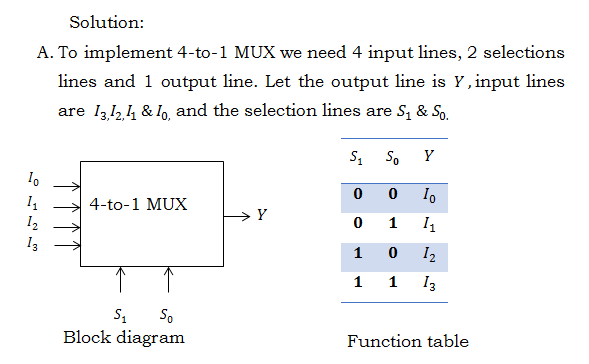 Solution:
A. To implement 4-to-1 MUX we need 4 input lines, 2 selections
lines and 1 output line. Let the output line is Y, input lines
are I₃,I₂,I₁ & I₀, and the selection lines are S₁ & S₀.
S₁ S₀ Y
0 0 I₀
0 1 I₁
1 0 I₂
1 1 I₃
Function table
I₀
I₁
I₂
I₃
4-to-1 MUX
Y
S₁ S₀
Block diagram